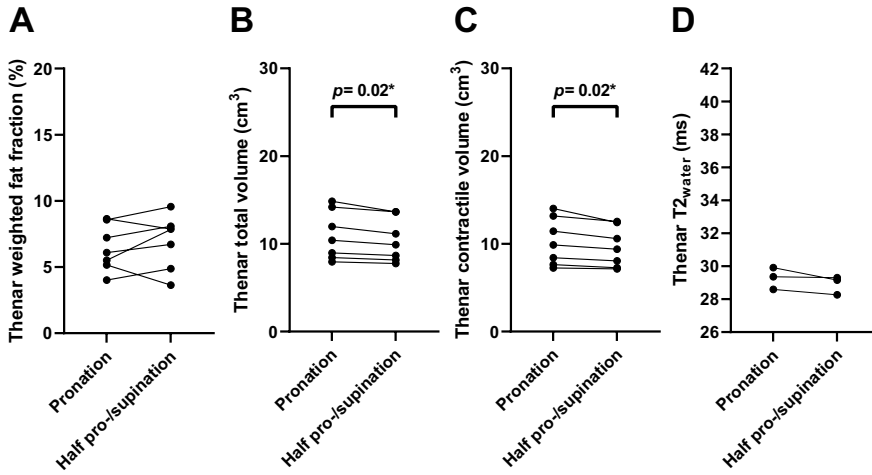 A
Thenar weighted fat fraction (%)
20
15
10
5
0
Pronation
Half pro-/supination
B
Thenar total volume (cm³)
30
20
10
0
p= 0.02*
Pronation
Half pro-/supination
C
Thenar contractile volume (cm³)
30
20
10
0
p= 0.02*
Pronation
Half pro-/supination
D
Thenar T2water (ms)
42
40
38
36
34
32
30
28
26
Pronation
Half pro-/supination